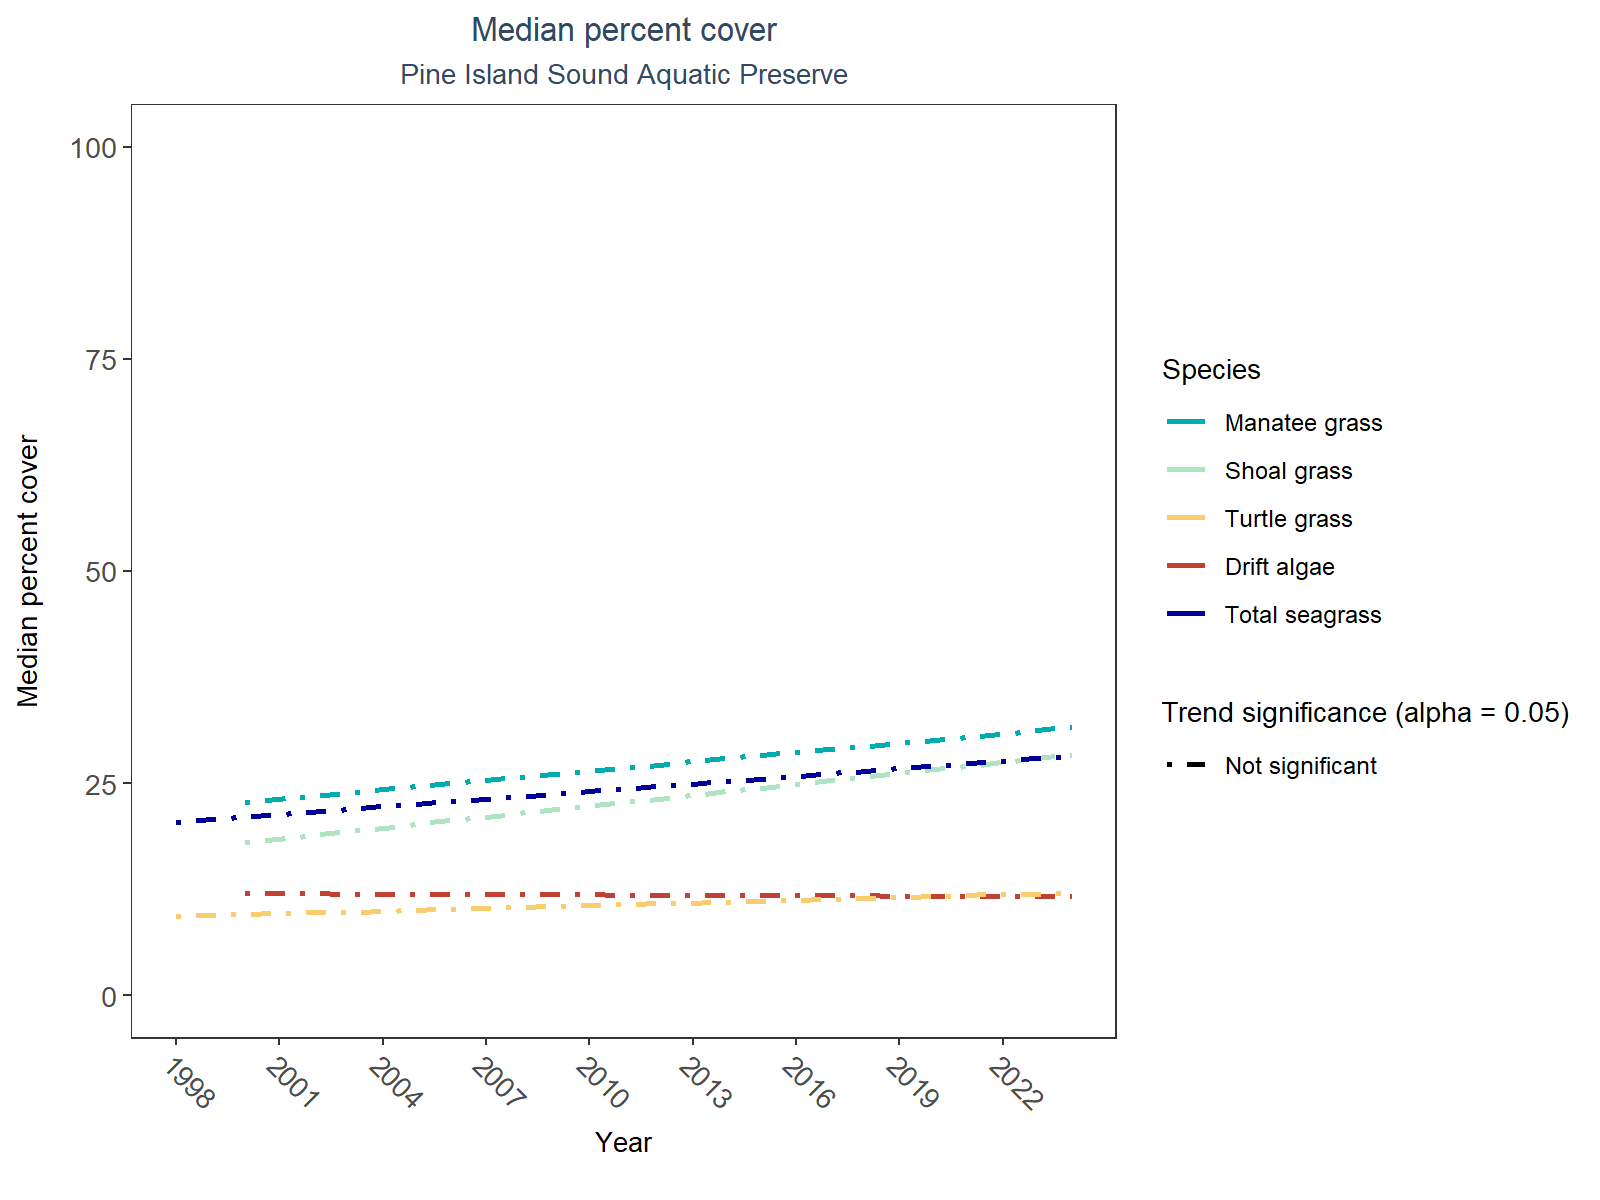 Median percent cover
Pine Island Sound Aquatic Preserve
Median percent cover
100
75
50
25
0
1998
2001
2004
2007
2010
2013
2016
2019
2022
Year
Species
Manatee grass
Shoal grass
Turtle grass
Drift algae
Total seagrass
Trend significance (alpha = 0.05)
Not significant